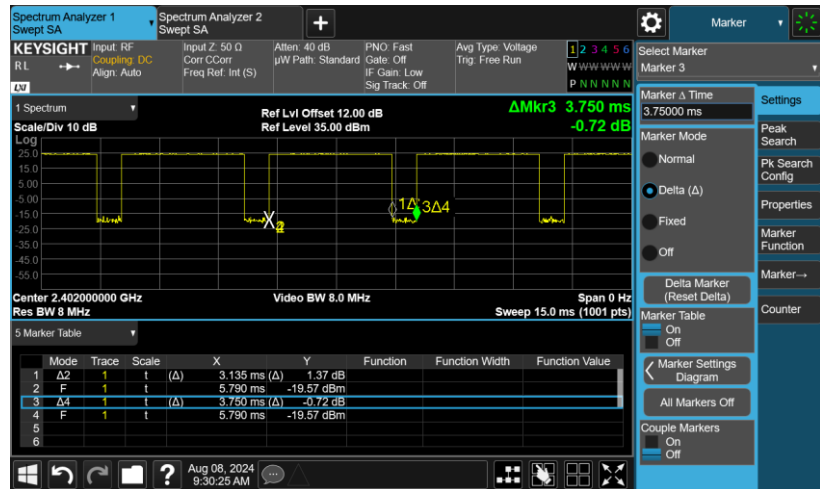 Spectrum Analyzer 1
Swept SA
Spectrum Analyzer 2
Swept SA
+
Marker
KEYSIGHT
R L
LXI
Input: RF
Coupling: DC
Align: Auto
Input Z: 50 Ω
Corr CCorr
Freq Ref: Int (S)
Atten: 40 dB
µW Path: Standard
PNO: Fast
Gate: Off
IF Gain: Low
Sig Track: Off
Avg Type: Voltage
Trig: Free Run
1 2 3 4 5 6
W W W W W W
P N N N N N
Select Marker
Marker 3
1 Spectrum
Scale/Div 10 dB
Ref Lvl Offset 12.00 dB
Ref Level 35.00 dBm
ΔMkr3 3.750 ms
-0.72 dB
Log
25.0
15.0
5.00
-5.00
-15.0
-25.0
-35.0
-45.0
-55.0
X2
1Δ
3Δ4
Center 2.402000000 GHz
Video BW 8.0 MHz
Span 0 Hz
Res BW 8 MHz
Sweep 15.0 ms (1001 pts)
5 Marker Table
Mode Trace Scale X Y Function Function Width Function Value
1 Δ2 1 t (Δ) 3.135 ms (Δ) 1.37 dB
2 F 1 t 5.790 ms -19.57 dBm
3 Δ4 1 t (Δ) 3.750 ms (Δ) -0.72 dB
4 F 1 t 5.790 ms -19.57 dBm
5
6
Marker Δ Time
3.75000 ms
Marker Mode
Normal
Delta (Δ)
Fixed
Off
Delta Marker
(Reset Delta)
Marker Table
On
Off
Marker Settings
Diagram
All Markers Off
Couple Markers
On
Off
Settings
Peak
Search
Pk Search
Config
Properties
Marker
Function
Marker→
Counter
?
Aug 08, 2024
9:30:25 AM